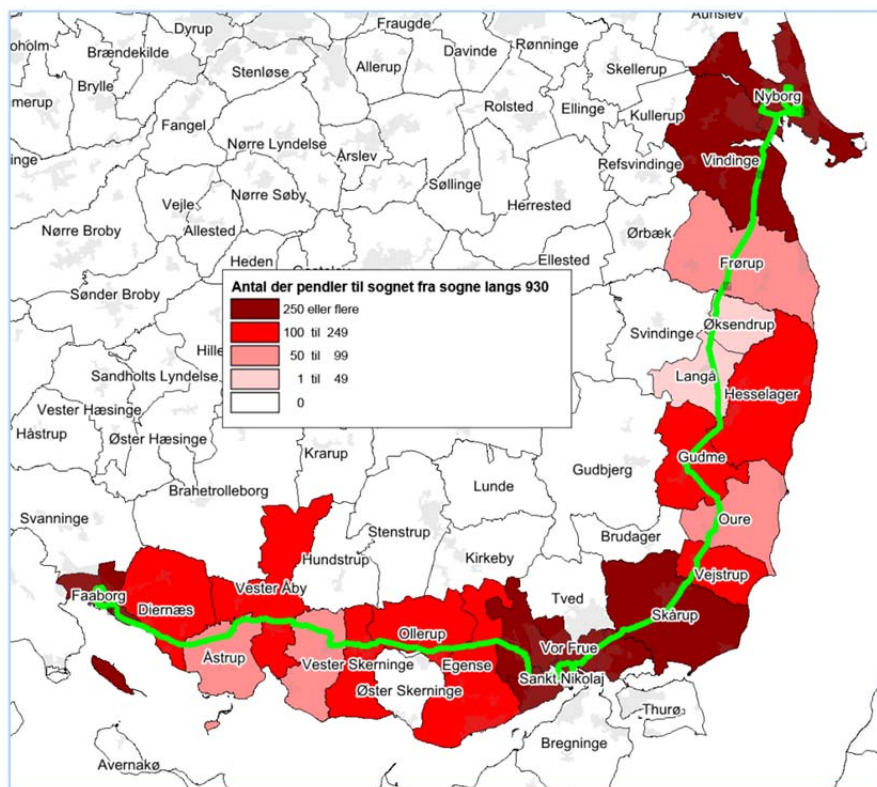 Aunslev
Dyrup
Fraugde
Rønninge
Brændekilde
Davinde
Stenløse
Allerup
Skellerup
Brylle
Rolsted
Ellinge
Nyborg
Kullerup
Fangel
Nørre Lyndelse
Årslev
Vindinge
Refsvindinge
Søllinge
Vejle
Nørre Søby
Herrested
Nørre Broby
Allested
Ørbæk
Heden
Ellested
Frørup
Antal der pendler til sognet fra sogne langs 930
250 eller flere
100 til 249
50 til 99
1 til 49
0
Sønder Broby
Øksendrup
Svindinge
Sandholts Lyndelse
Langå
Hesselager
Vester Hæsinge
Håstrup
Øster Hæsinge
Krarup
Gudme
Gudbjerg
Lunde
Brahetrolleborg
Svanninge
Oure
Stenstrup
Brudager
Hundstrup
Kirkeby
Vejstrup
Vester Åby
Faaborg
Tved
Diernæs
Skårup
Ollerup
Vor Frue
Åstrup
Vester Skerninge
Egense
Sankt Nikolaj
Øster Skerninge
Thurø
Bregninge
Avernakø